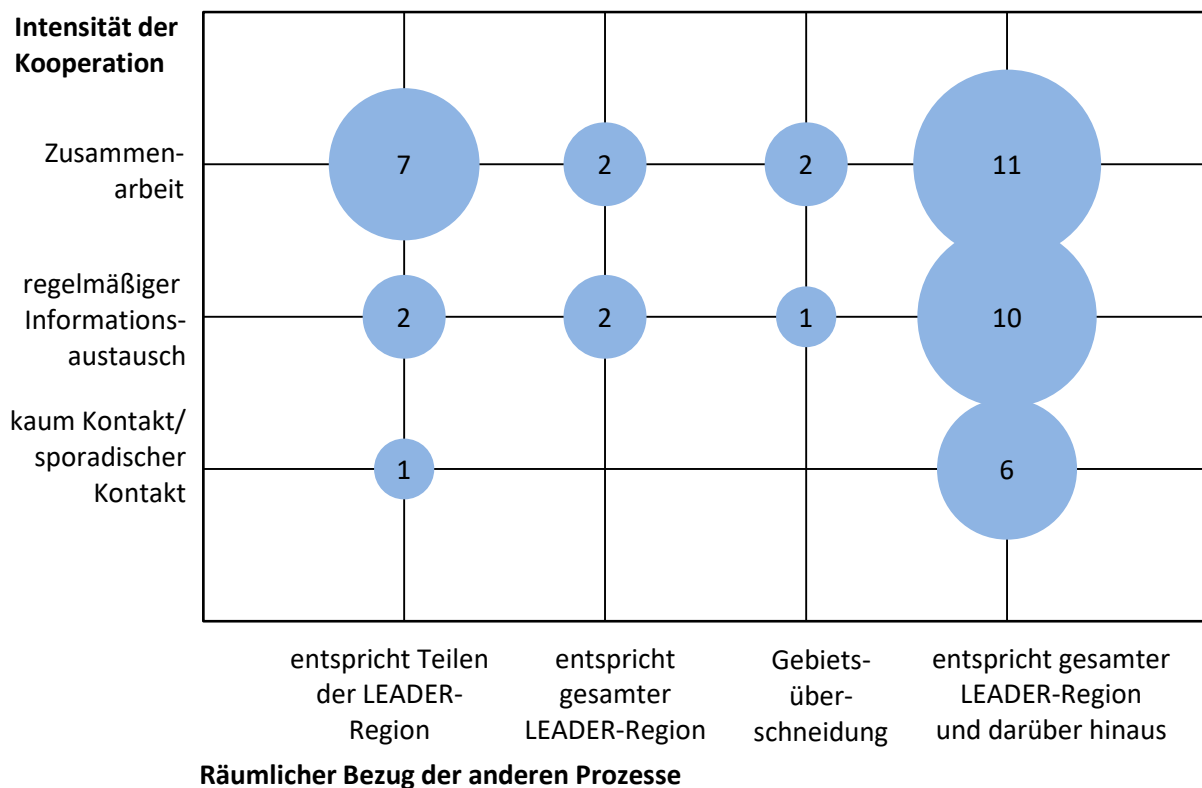 Intensität der
Kooperation
Zusammen-
arbeit
7
2
2
11
regelmäßiger
Informations-
austausch
2
2
1
10
kaum Kontakt/
sporadischer
Kontakt
1
6
entspricht Teilen
der LEADER-
Region
entspricht
gesamter
LEADER-Region
Gebiets-
über-
schneidung
entspricht gesamter
LEADER-Region
und darüber hinaus
Räumlicher Bezug der anderen Prozesse